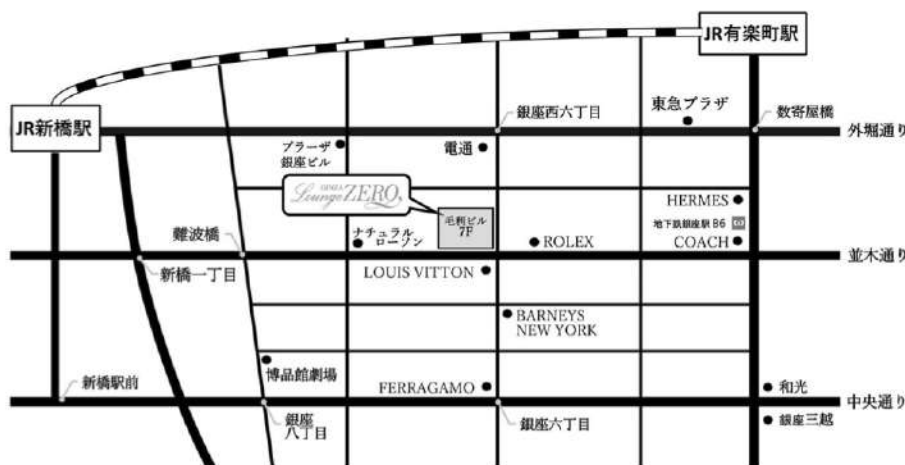 JR有楽町駅
東急プラザ
銀座西六丁目
数寄屋橋
JR新橋駅
外堀通り
プラーザ
銀座ビル
電通
GINZA
Lounge ZERO
HERMES
毛利ビル
7F
地下鉄銀座駅 B6
難波橋
ナチュラル
ローソン
ROLEX
COACH
並木通り
新橋一丁目
LOUIS VITTON
BARNEYS
NEW YORK
博品館劇場
新橋駅前
FERRAGAMO
和光
中央通り
銀座
八丁目
銀座六丁目
銀座三越